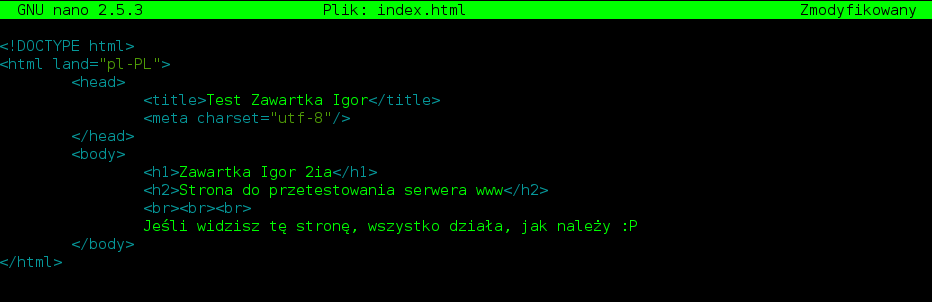 GNU nano 2.5.3 Plik: index.html Zmodyfikowany
<!DOCTYPE html>
<html land="pl-PL">
<head>
<title>Test Zawartka Igor</title>
<meta charset="utf-8"/>
</head>
<body>
<h1>Zawartka Igor 2ia</h1>
<h2>Strona do przetestowania serwera www</h2>
<br><br><br>
Jeśli widzisz tę stronę, wszystko działa, jak należy :P
</body>
</html>